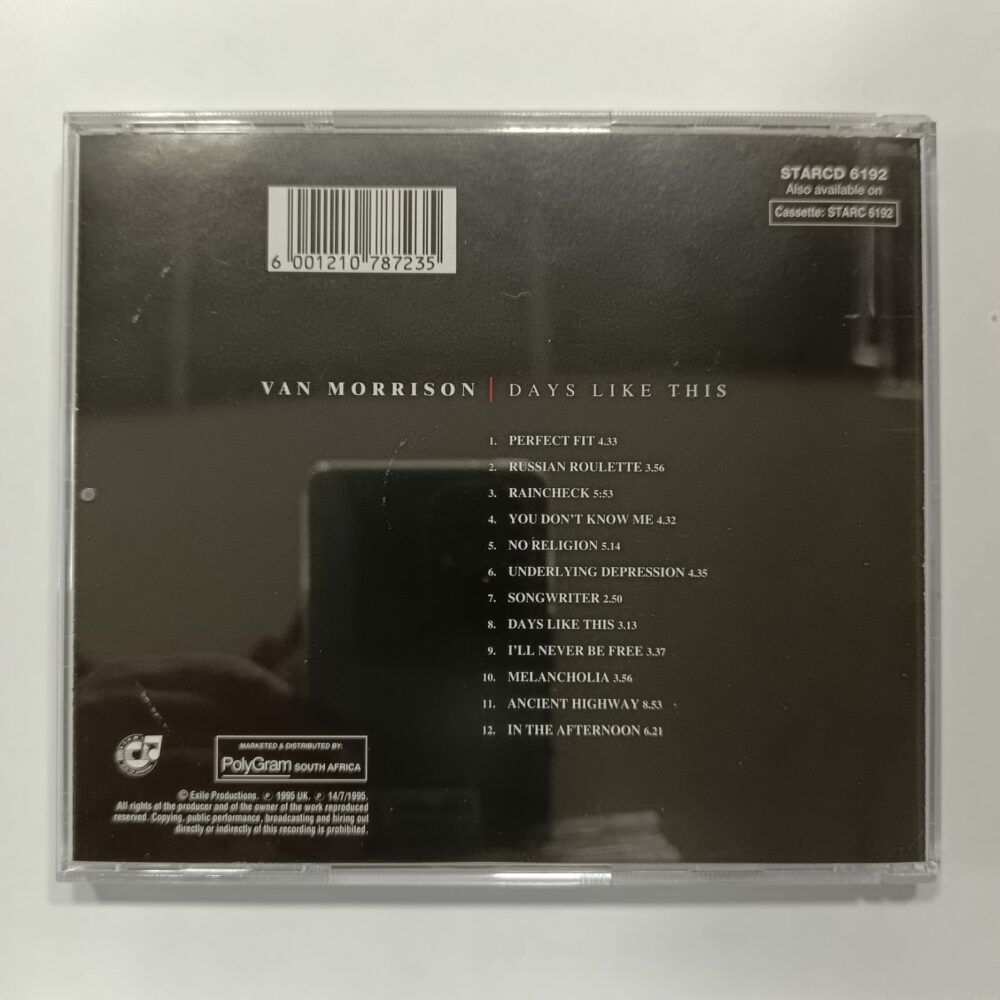 STARCD 6192
Also available on
Cassette: STARC 6192
6 001210 787235
VAN MORRISON | DAYS LIKE THIS
1. PERFECT FIT 4.33
2. RUSSIAN ROULETTE 3.56
3. RAINCHECK 5:53
4. YOU DON'T KNOW ME 4.32
5. NO RELIGION 5.14
6. UNDERLYING DEPRESSION 4.35
7. SONGWRITER 2.50
8. DAYS LIKE THIS 3.13
9. I'LL NEVER BE FREE 3.37
10. MELANCHOLIA 3.56
11. ANCIENT HIGHWAY 8.53
12. IN THE AFTERNOON 6.21
MARKETED & DISTRIBUTED BY:
PolyGram SOUTH AFRICA
© Exile Productions. ℗ 1995 UK. ℗ 14/7/1995.
All rights of the producer and of the owner of the work reproduced
reserved. Copying, public performance, broadcasting and hiring out
directly or indirectly of this recording is prohibited.